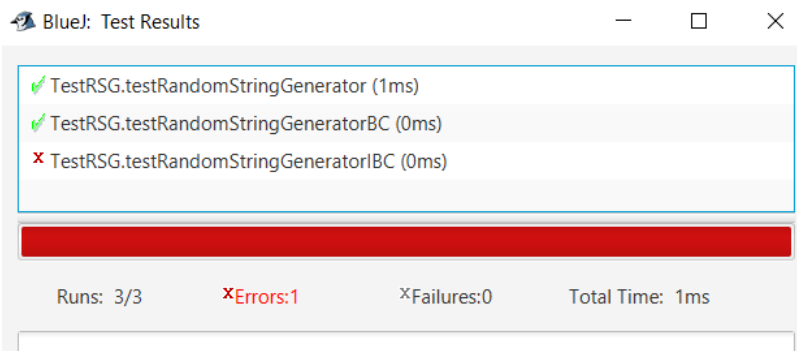 BlueJ: Test Results
TestRSG.testRandomStringGenerator (1ms)
TestRSG.testRandomStringGeneratorBC (0ms)
TestRSG.testRandomStringGeneratorIBC (0ms)
Runs: 3/3 Errors:1 Failures:0 Total Time: 1ms